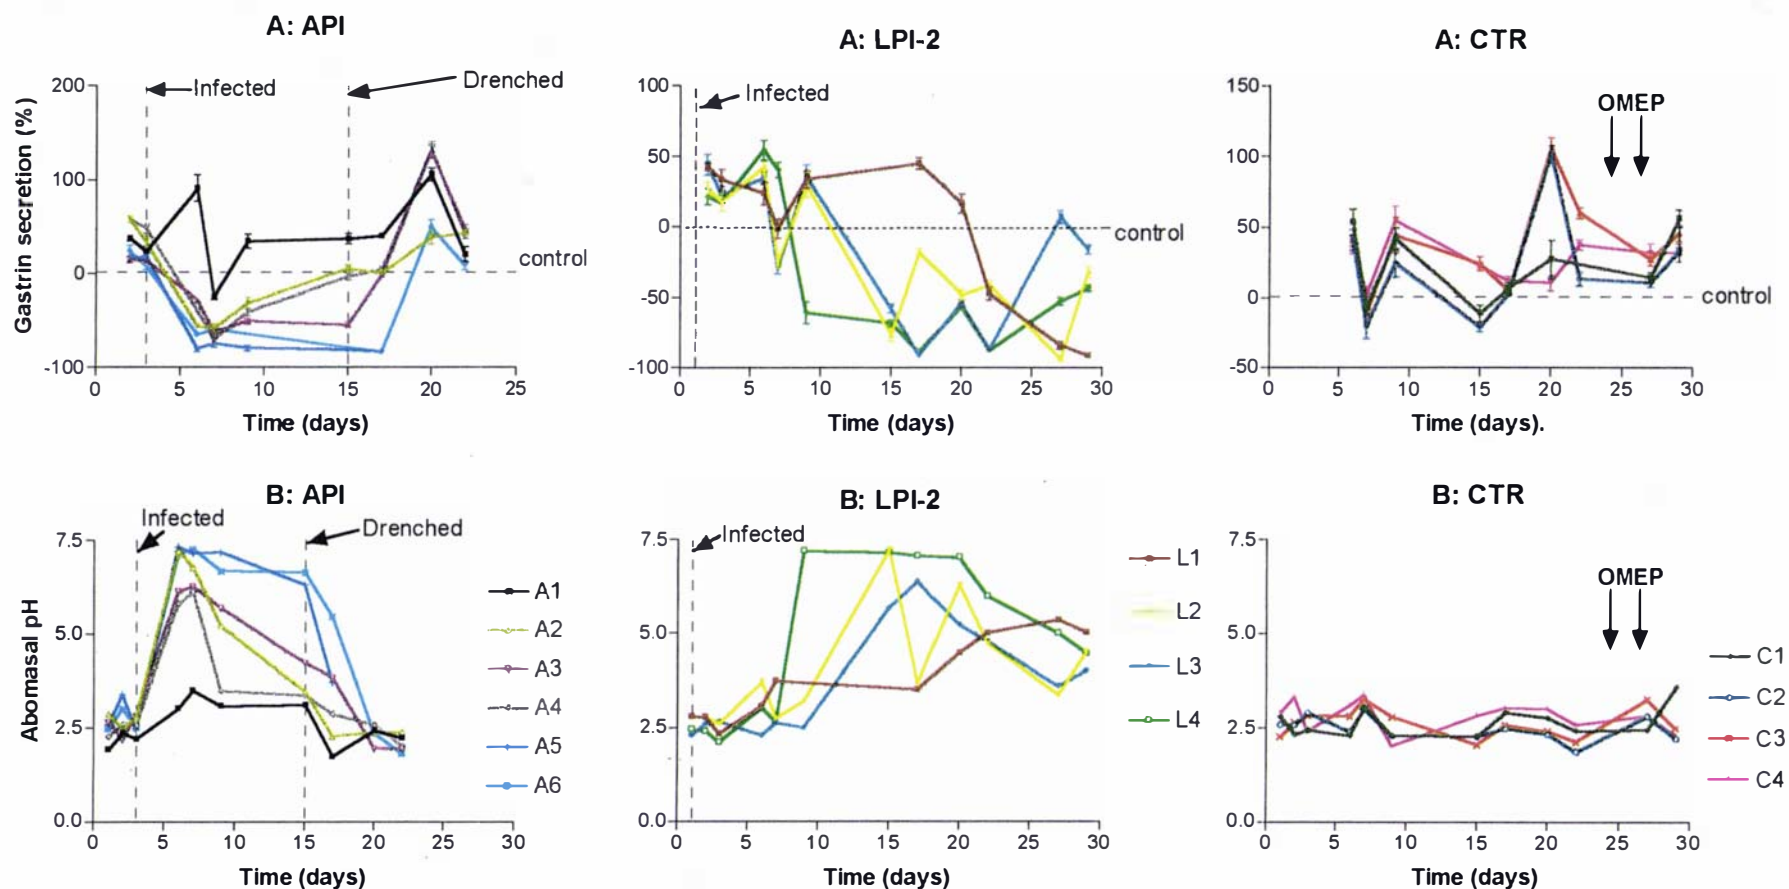 A: API
Infected
Drenched
200
100
0
-100
control
Gastrin secretion (%)
0 5 10 15 20 25
Time (days)
A: LPI-2
Infected
100
50
0
-50
-100
control
0 5 10 15 20 25 30
Time (days)
A: CTR
OMEP
150
100
50
0
-50
control
0 5 10 15 20 25 30
Time (days).
B: API
Infected
Drenched
7.5
5.0
2.5
0.0
Abomasal pH
0 5 10 15 20 25 30
Time (days)
A1
A2
A3
A4
A5
A6
B: LPI-2
Infected
7.5
5.0
2.5
0.0
0 5 10 15 20 25 30
Time (days)
L1
L2
L3
L4
B: CTR
OMEP
7.5
5.0
2.5
0.0
0 5 10 15 20 25 30
Time (days)
C1
C2
C3
C4